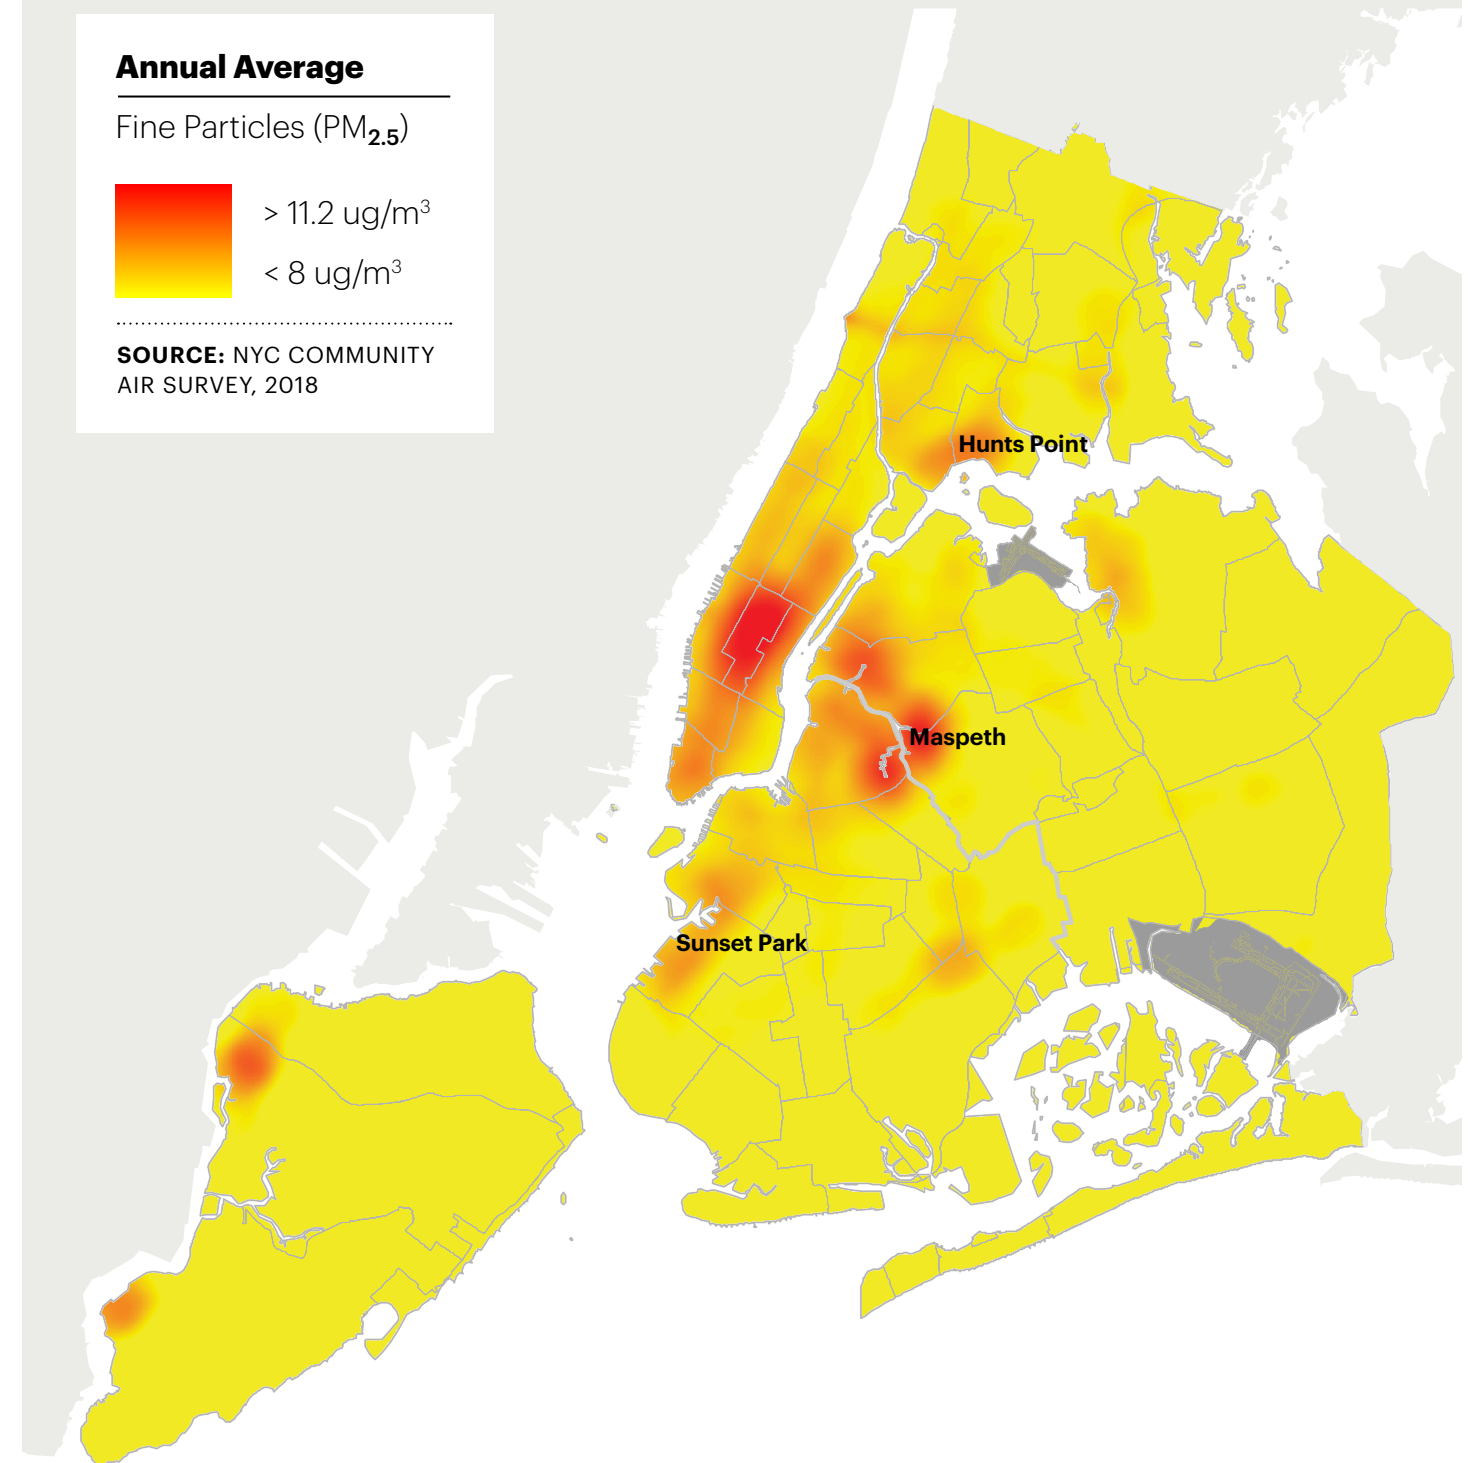 Annual Average
Fine Particles (PM2.5)
> 11.2 ug/m³
< 8 ug/m³
SOURCE: NYC COMMUNITY
AIR SURVEY, 2018
Hunts Point
Maspeth
Sunset Park